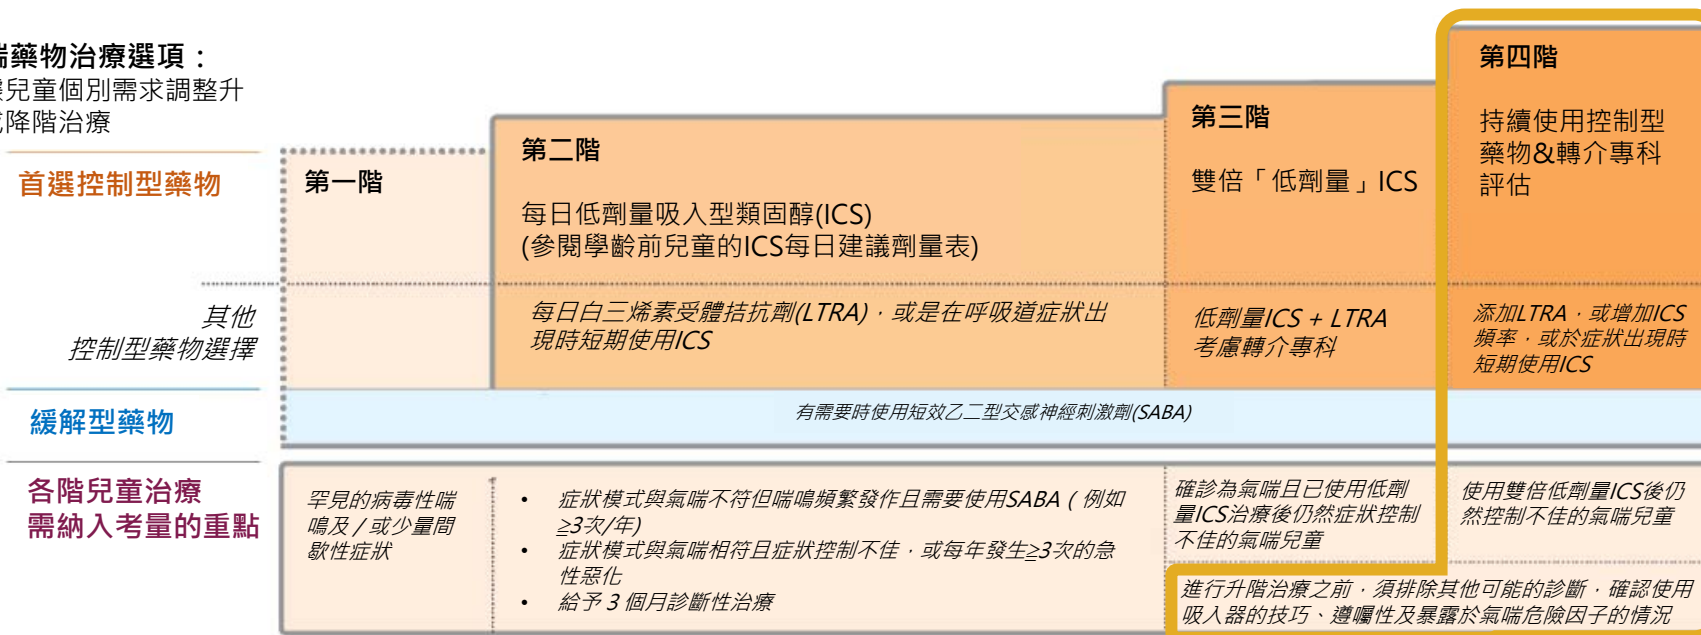 喘藥物治療選項：
兒童個別需求調整升
降階治療
首選控制型藥物
第一階
第二階
每日低劑量吸入型類固醇(ICS)
(參閱學齡前兒童的ICS每日建議劑量表)
第三階
雙倍「低劑量」ICS
第四階
持續使用控制型
藥物&轉介專科
評估
其他
控制型藥物選擇
每日白三烯素受體拮抗劑(LTRA)，或是在呼吸道症狀出
現時短期使用ICS
低劑量ICS + LTRA
考慮轉介專科
添加LTRA，或增加ICS
頻率，或於症狀出現時
短期使用ICS
緩解型藥物
有需要時使用短效乙二型交感神經刺激劑(SABA)
各階兒童治療
需納入考量的重點
罕見的病毒性喘
鳴及 / 或少量間
歇性症狀
• 症狀模式與氣喘不符但喘鳴頻繁發作且需要使用SABA（例如
≥3次/年)
• 症狀模式與氣喘相符且症狀控制不佳，或每年發生≥3次的急
性惡化
• 給予 3 個月診斷性治療
確診為氣喘且已使用低劑
量ICS治療後仍然症狀控制
不佳的氣喘兒童
使用雙倍低劑量ICS後仍
然控制不佳的氣喘兒童
進行升階治療之前，須排除其他可能的診斷，確認使用
吸入器的技巧、遵囑性及暴露於氣喘危險因子的情況